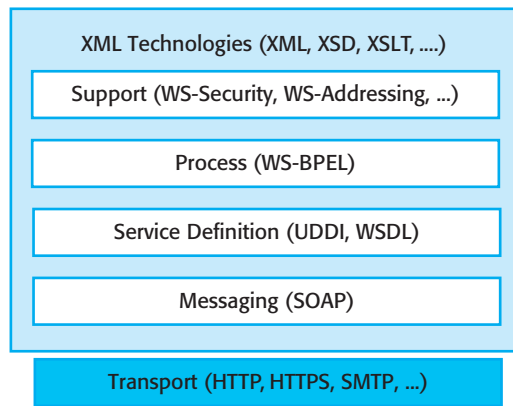 XML Technologies (XML, XSD, XSLT, ....)
Support (WS-Security, WS-Addressing, ...)
Process (WS-BPEL)
Service Definition (UDDI, WSDL)
Messaging (SOAP)
Transport (HTTP, HTTPS, SMTP, ...)